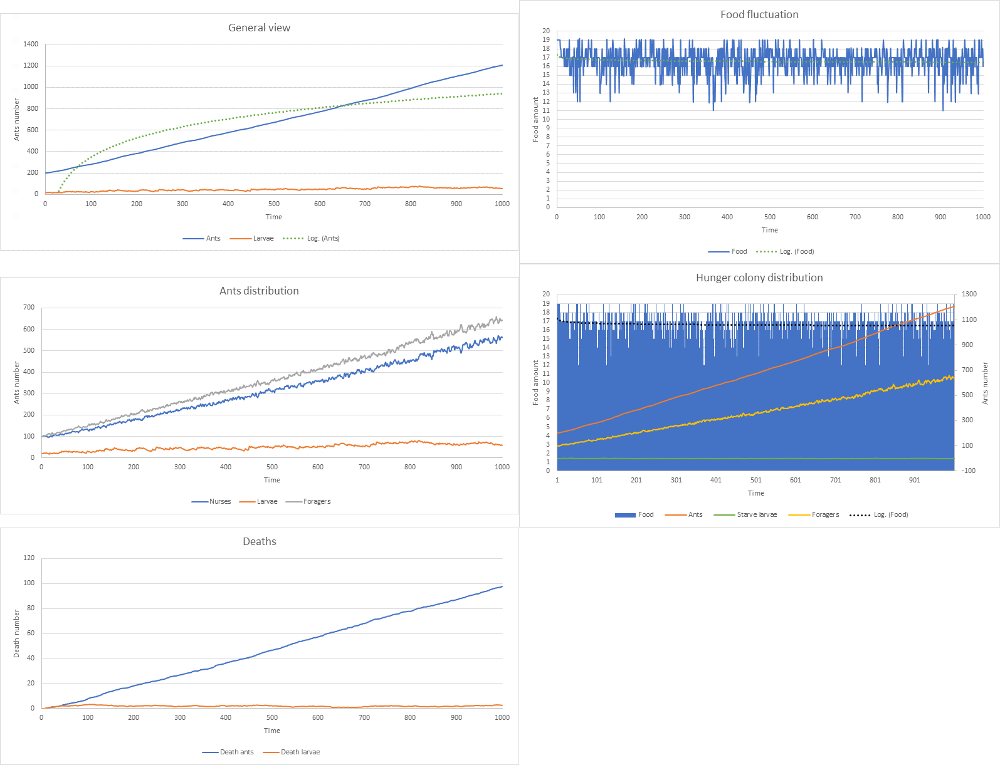 General view
1400
1200
1000
800
600
400
200
0
Ants number
0 100 200 300 400 500 600 700 800 900 1000
Time
Ants Larvae Log. (Ants)
Food fluctuation
20
19
18
17
16
15
14
13
12
11
10
9
8
7
6
5
4
3
2
1
0
Food amount
0 100 200 300 400 500 600 700 800 900 1000
Time
Food Log. (Food)
Ants distribution
700
600
500
400
300
200
100
0
Ants number
0 100 200 300 400 500 600 700 800 900 1000
Time
Nurses Larvae Foragers
Hunger colony distribution
20
19
18
17
16
15
14
13
12
11
10
9
8
7
6
5
4
3
2
1
0
Food amount
1300
1100
900
700
500
300
100
-100
Ants number
1 101 201 301 401 501 601 701 801 901
Time
Food Ants Starve larvae Foragers Log. (Food)
Deaths
120
100
80
60
40
20
0
Death number
0 100 200 300 400 500 600 700 800 900 1000
Time
Death ants Death larvae